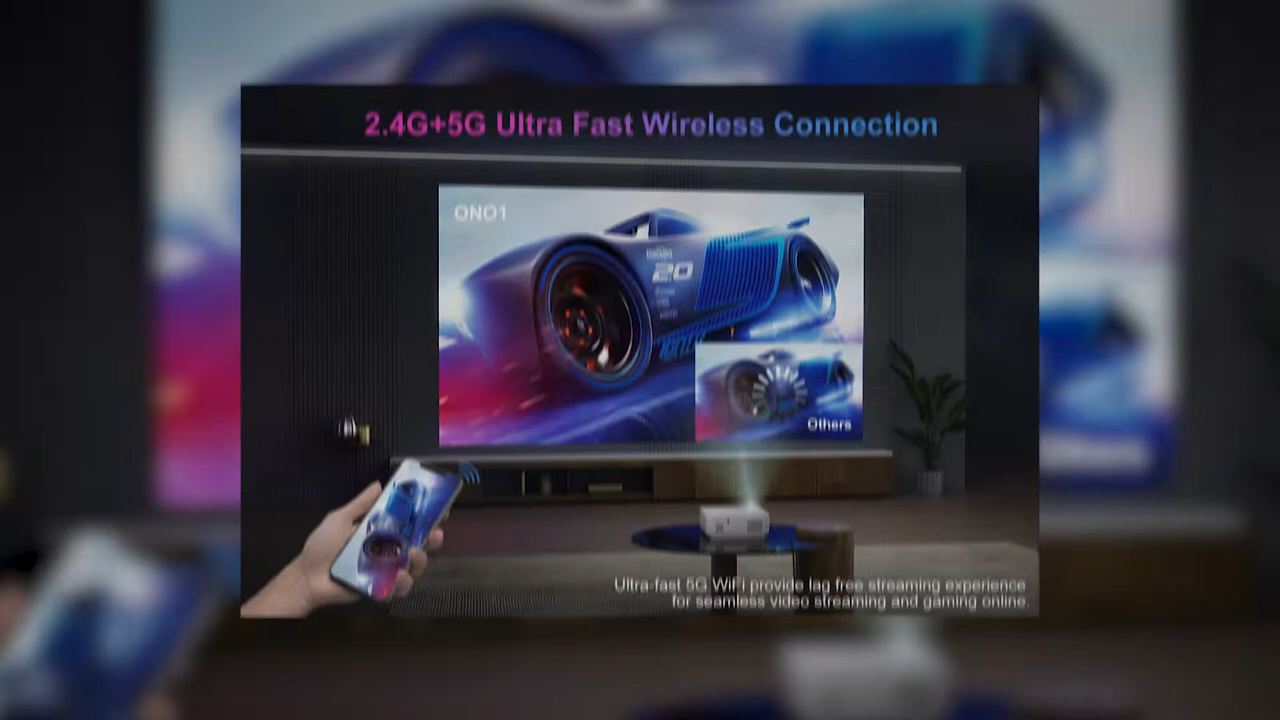 2.4G+5G Ultra Fast Wireless Connection
ONO1
20
Others
Ultra-fast 5G WiFi provide lag free streaming experience
for seamless video streaming and gaming online.